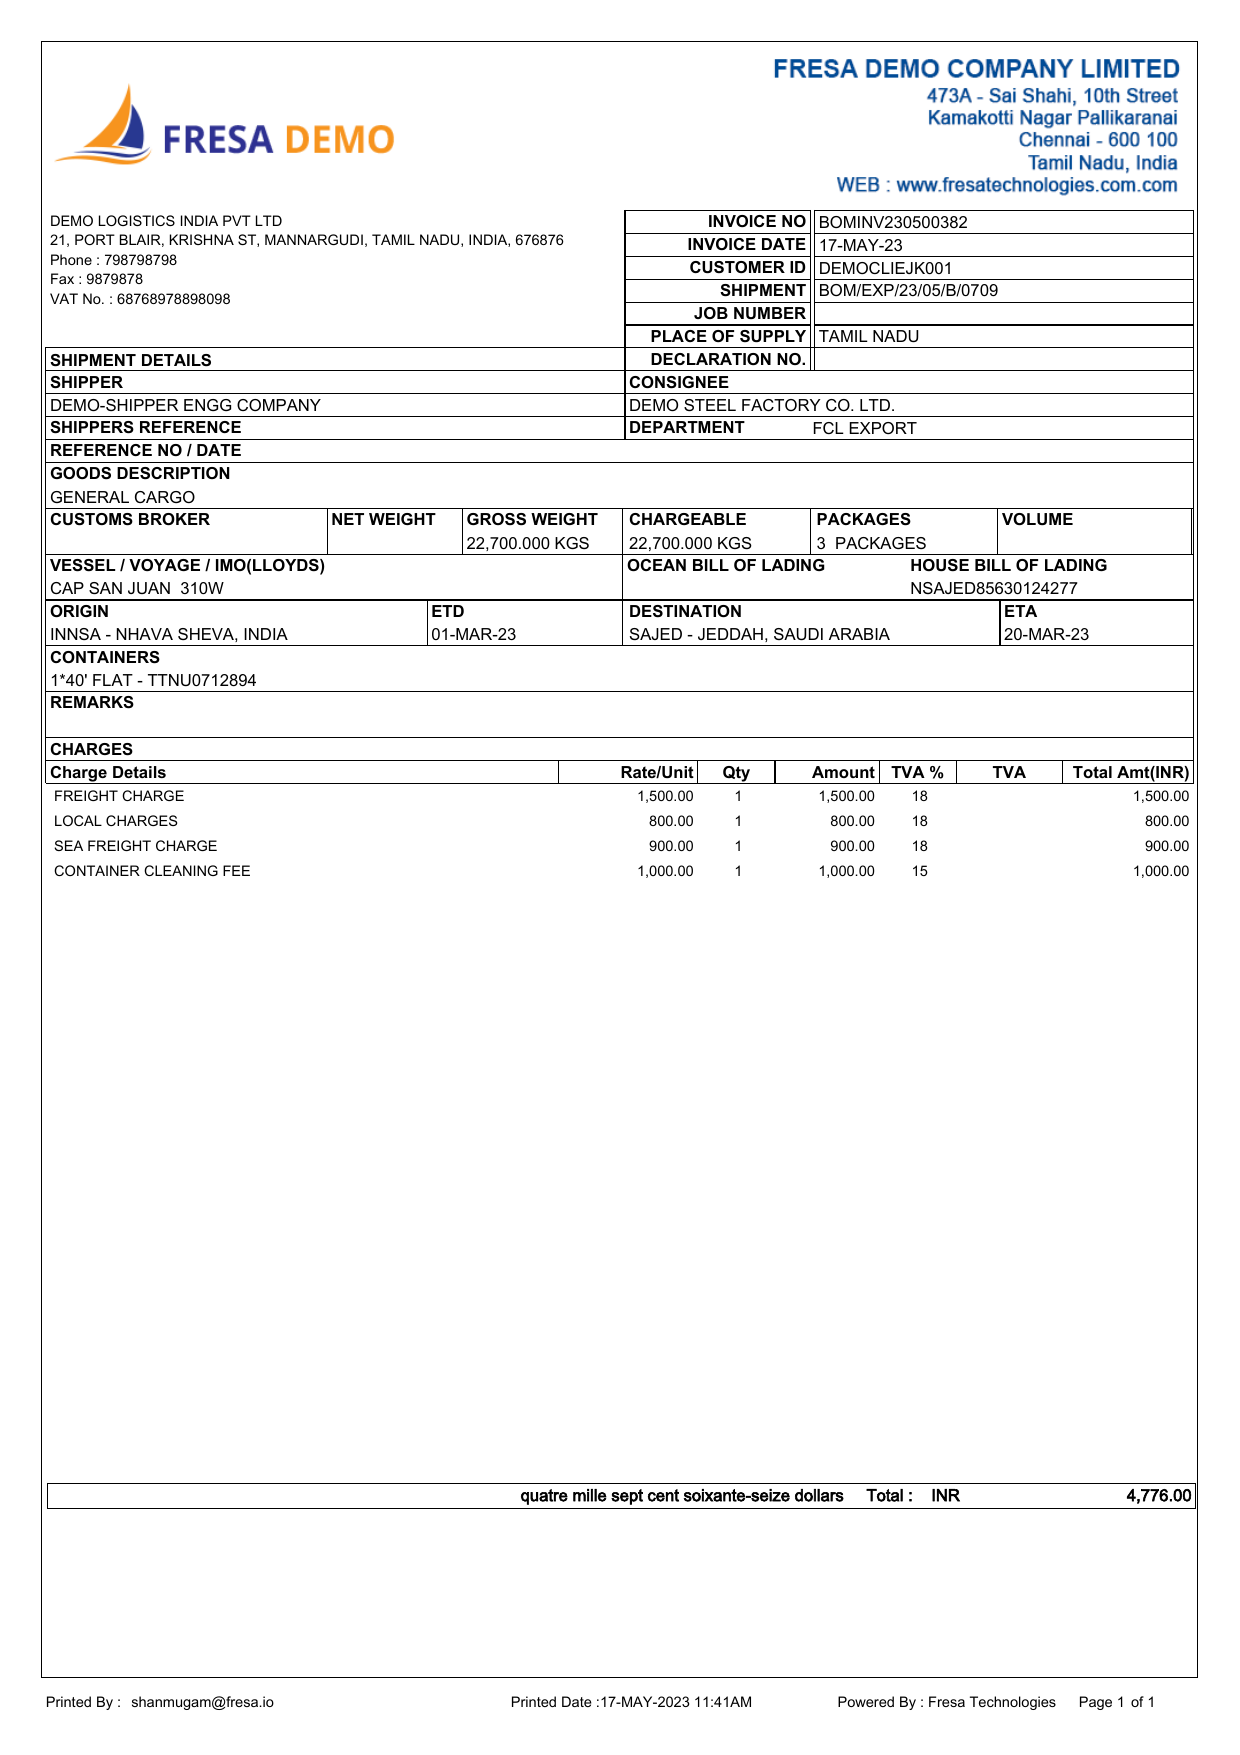 FRESA DEMO
FRESA DEMO COMPANY LIMITED
473A - Sai Shahi, 10th Street
Kamakotti Nagar Pallikaranai
Chennai - 600 100
Tamil Nadu, India
WEB : www.fresatechnologies.com.com
DEMO LOGISTICS INDIA PVT LTD
21, PORT BLAIR, KRISHNA ST, MANNARGUDI, TAMIL NADU, INDIA, 676876
Phone : 798798798
Fax : 9879878
VAT No. : 68768978898098
INVOICE NO BOMINV230500382
INVOICE DATE 17-MAY-23
CUSTOMER ID DEMOCLIEJK001
SHIPMENT BOM/EXP/23/05/B/0709
JOB NUMBER
PLACE OF SUPPLY TAMIL NADU
SHIPMENT DETAILS DECLARATION NO.
SHIPPER CONSIGNEE
DEMO-SHIPPER ENGG COMPANY DEMO STEEL FACTORY CO. LTD.
SHIPPERS REFERENCE DEPARTMENT FCL EXPORT
REFERENCE NO / DATE
GOODS DESCRIPTION
GENERAL CARGO
CUSTOMS BROKER NET WEIGHT GROSS WEIGHT CHARGEABLE PACKAGES VOLUME
22,700.000 KGS 22,700.000 KGS 3 PACKAGES
VESSEL / VOYAGE / IMO(LLOYDS) OCEAN BILL OF LADING HOUSE BILL OF LADING
CAP SAN JUAN 310W NSAJED85630124277
ORIGIN ETD DESTINATION ETA
INNSA - NHAVA SHEVA, INDIA 01-MAR-23 SAJED - JEDDAH, SAUDI ARABIA 20-MAR-23
CONTAINERS
1*40' FLAT - TTNU0712894
REMARKS
CHARGES
Charge Details Rate/Unit Qty Amount TVA % TVA Total Amt(INR)
FREIGHT CHARGE 1,500.00 1 1,500.00 18 1,500.00
LOCAL CHARGES 800.00 1 800.00 18 800.00
SEA FREIGHT CHARGE 900.00 1 900.00 18 900.00
CONTAINER CLEANING FEE 1,000.00 1 1,000.00 15 1,000.00
quatre mille sept cent soixante-seize dollars Total : INR 4,776.00
Printed By : shanmugam@fresa.io Printed Date :17-MAY-2023 11:41AM Powered By : Fresa Technologies Page 1 of 1